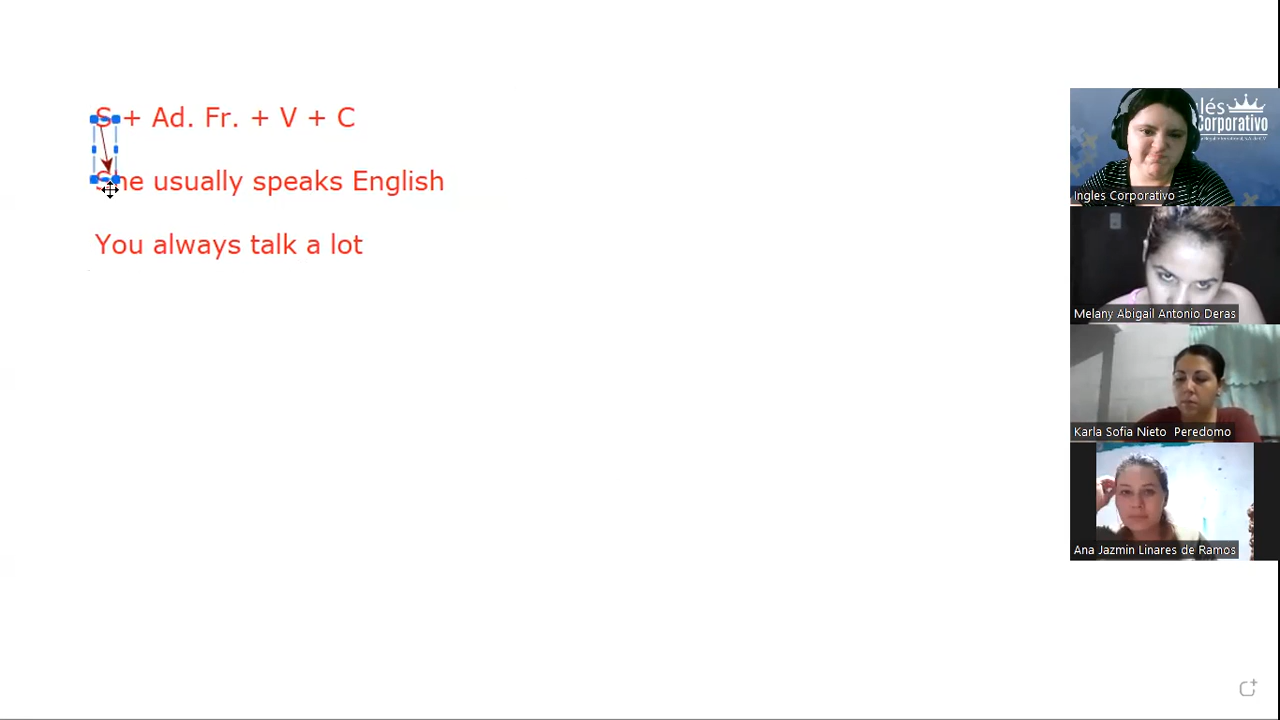 S + Ad. Fr. + V + C
She usually speaks English
You always talk a lot
lés
Corporativo
Ingles Corporativo
Melany Abigail Antonio Deras
Karla Sofia Nieto Peredomo
Ana Jazmin Linares de Ramos